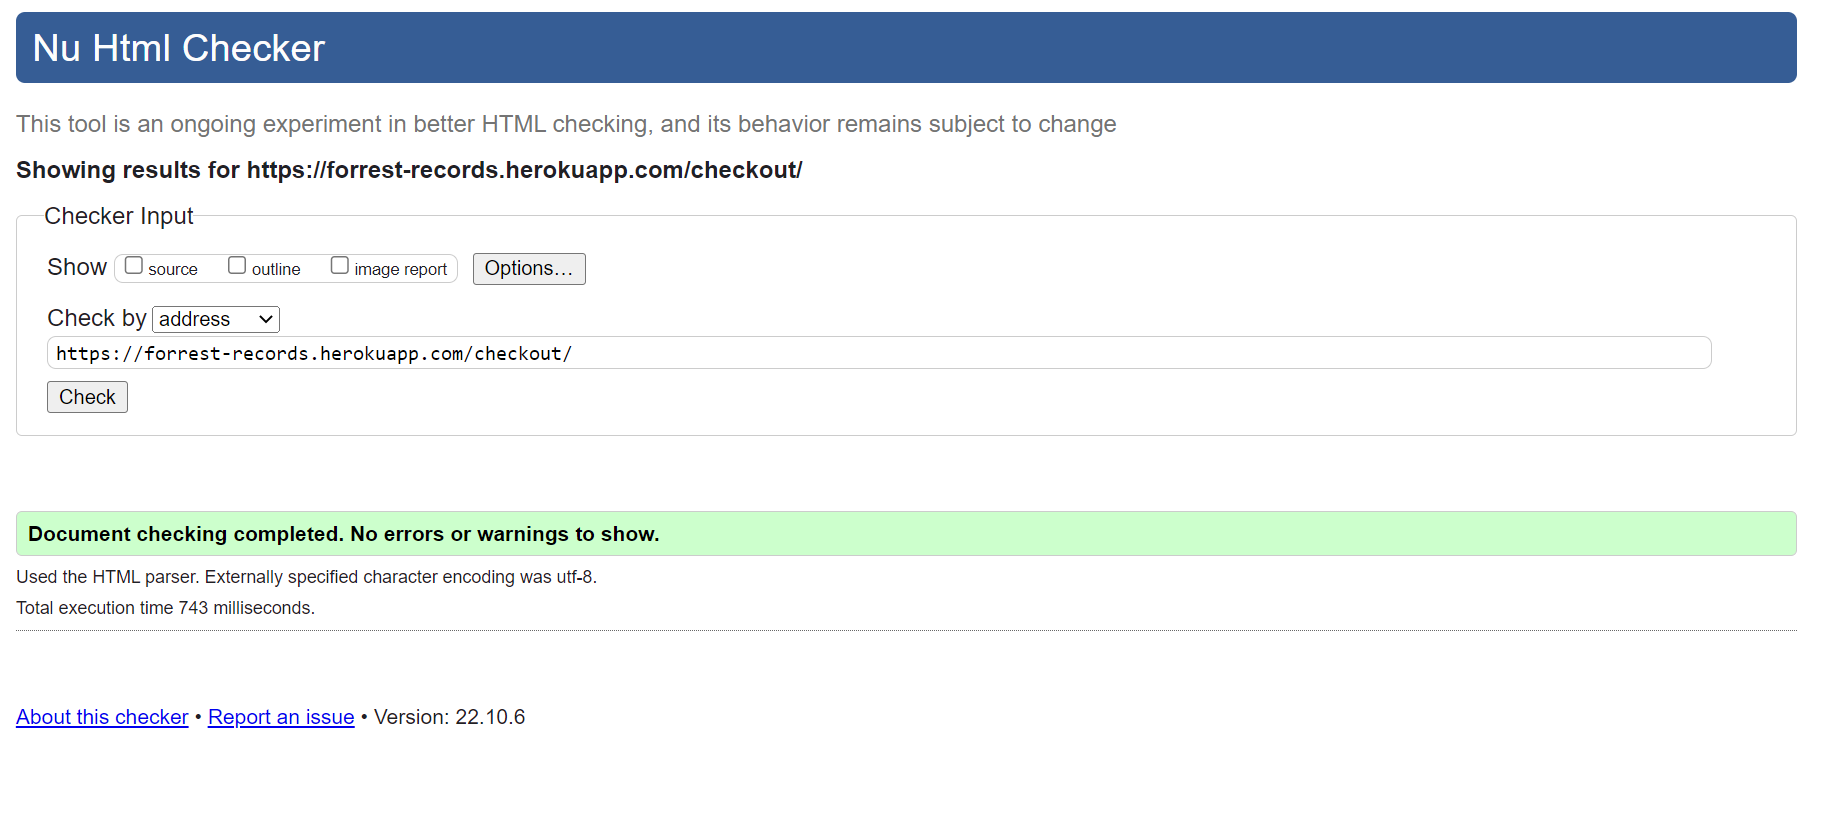 Nu Html Checker
This tool is an ongoing experiment in better HTML checking, and its behavior remains subject to change
Showing results for https://forrest-records.herokuapp.com/checkout/
Checker Input
Show source outline image report Options...
Check by address
https://forrest-records.herokuapp.com/checkout/
Check
Document checking completed. No errors or warnings to show.
Used the HTML parser. Externally specified character encoding was utf-8.
Total execution time 743 milliseconds.
About this checker • Report an issue • Version: 22.10.6